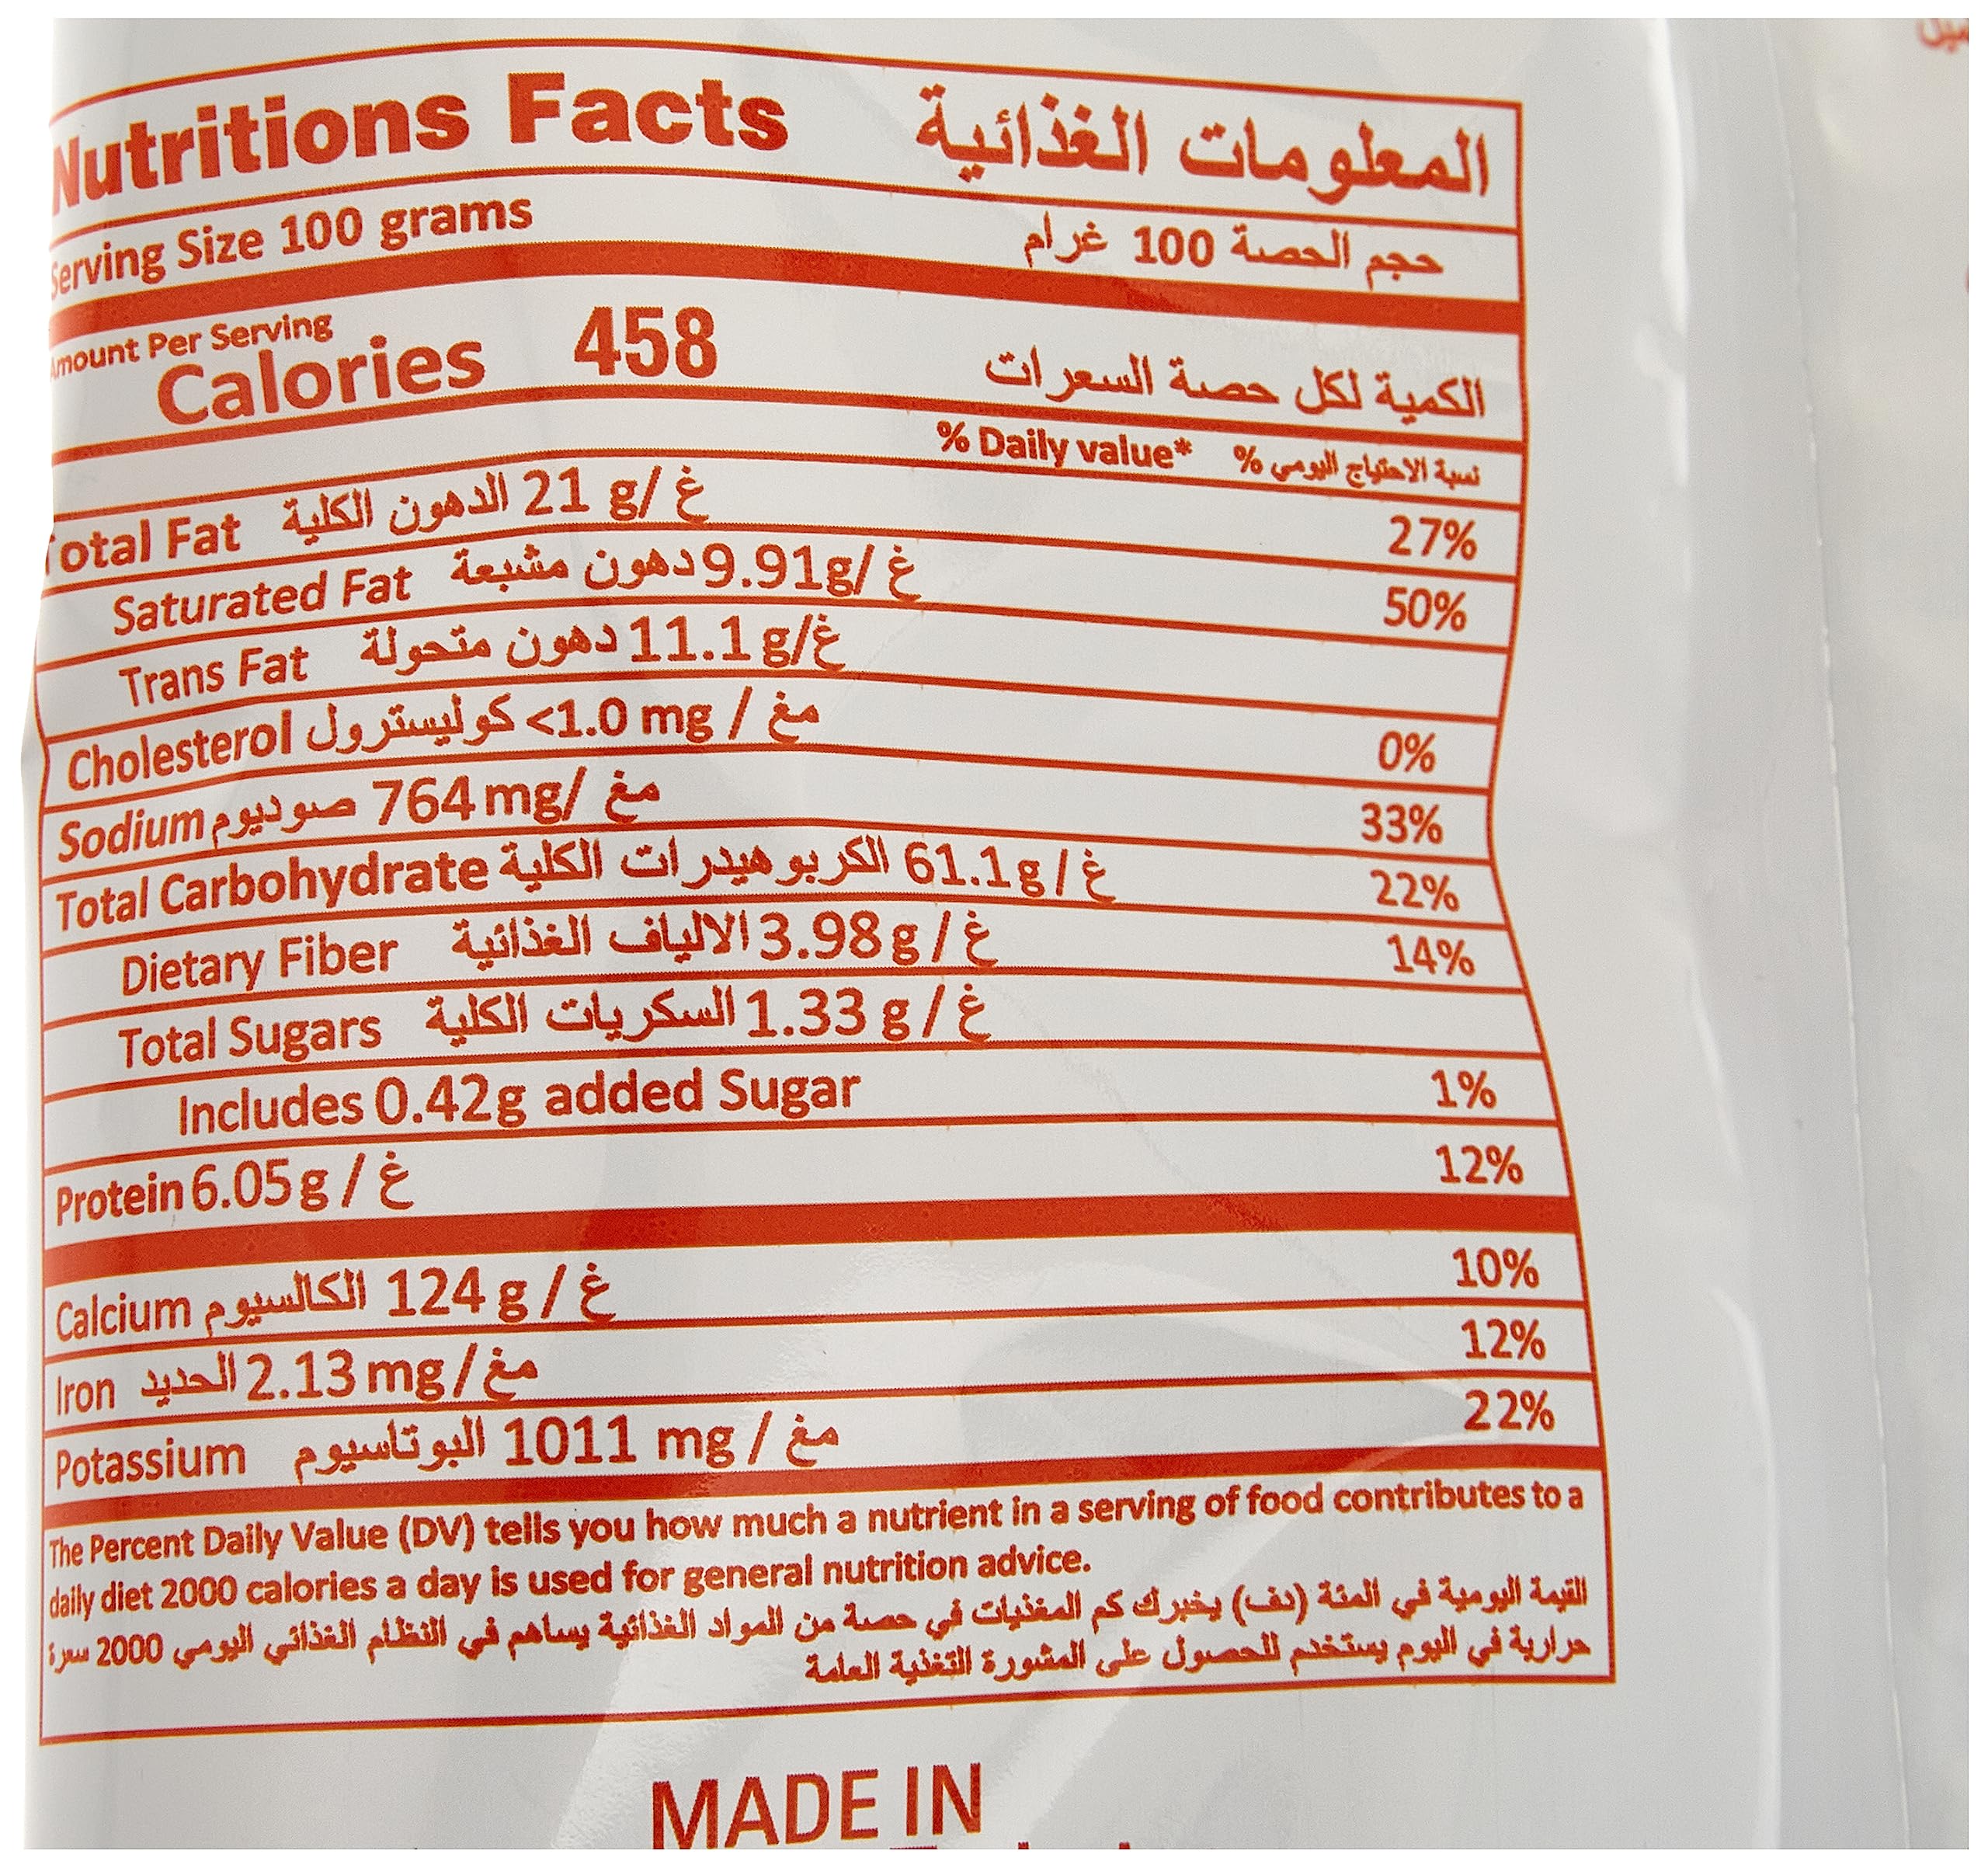 Nutritions Facts المعلومات الغذائية
Serving Size 100 grams حجم الحصة 100 غرام
Amount Per Serving
Calories 458 الكمية لكل حصة السعرات
% Daily value* نسبة الاحتياج اليومي %
Total Fat الدهون الكلية 21 g/ غ 27%
Saturated Fat دهون مشبعة 9.91g/ غ 50%
Trans Fat دهون متحولة 11.1 g/غ
Cholesterol كوليسترول <1.0 mg / مغ 0%
Sodium صوديوم 764 mg/ مغ 33%
Total Carbohydrate الكربوهيدرات الكلية 61.1g / غ 22%
Dietary Fiber الالياف الغذائية 3.98 g / غ 14%
Total Sugars السكريات الكلية 1.33 g / غ
Includes 0.42g added Sugar 1%
Protein 6.05g / غ 12%
Calcium الكالسيوم 124 g / غ 10%
Iron الحديد 2.13 mg / مغ 12%
Potassium البوتاسيوم 1011 mg / مغ 22%
The Percent Daily Value (DV) tells you how much a nutrient in a serving of food contributes to a
daily diet 2000 calories a day is used for general nutrition advice.
القيمة اليومية في المئة (دف) يخبرك كم المغذيات في حصة من المواد الغذائية يساهم في النظام الغذائي اليومي 2000 سعرة
حرارية في اليوم يستخدم للحصول على المشورة التغذية العامة
MADE IN